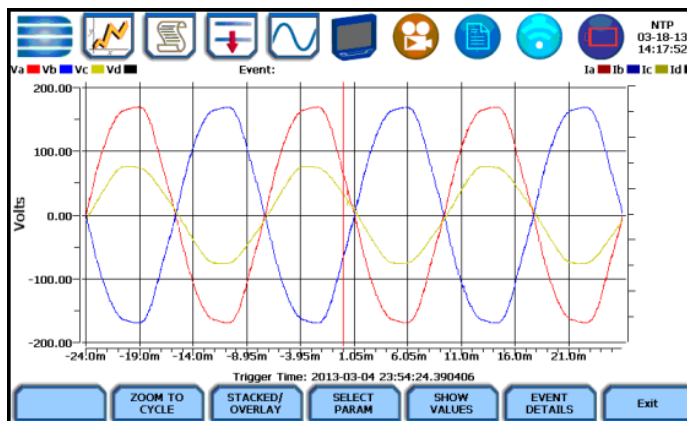 NTP
03-18-13
14:17:52
Va Vb Vc Vd
Event:
Ia Ib Ic Id
200.00
100.00
0.00
-100.00
-200.00
Volts
-24.0m -19.0m -14.0m -8.95m -3.95m 1.05m 6.05m 11.0m 16.0m 21.0m
Trigger Time: 2013-03-04 23:54:24.390406
ZOOM TO
CYCLE
STACKED/
OVERLAY
SELECT
PARAM
SHOW
VALUES
EVENT
DETAILS
Exit